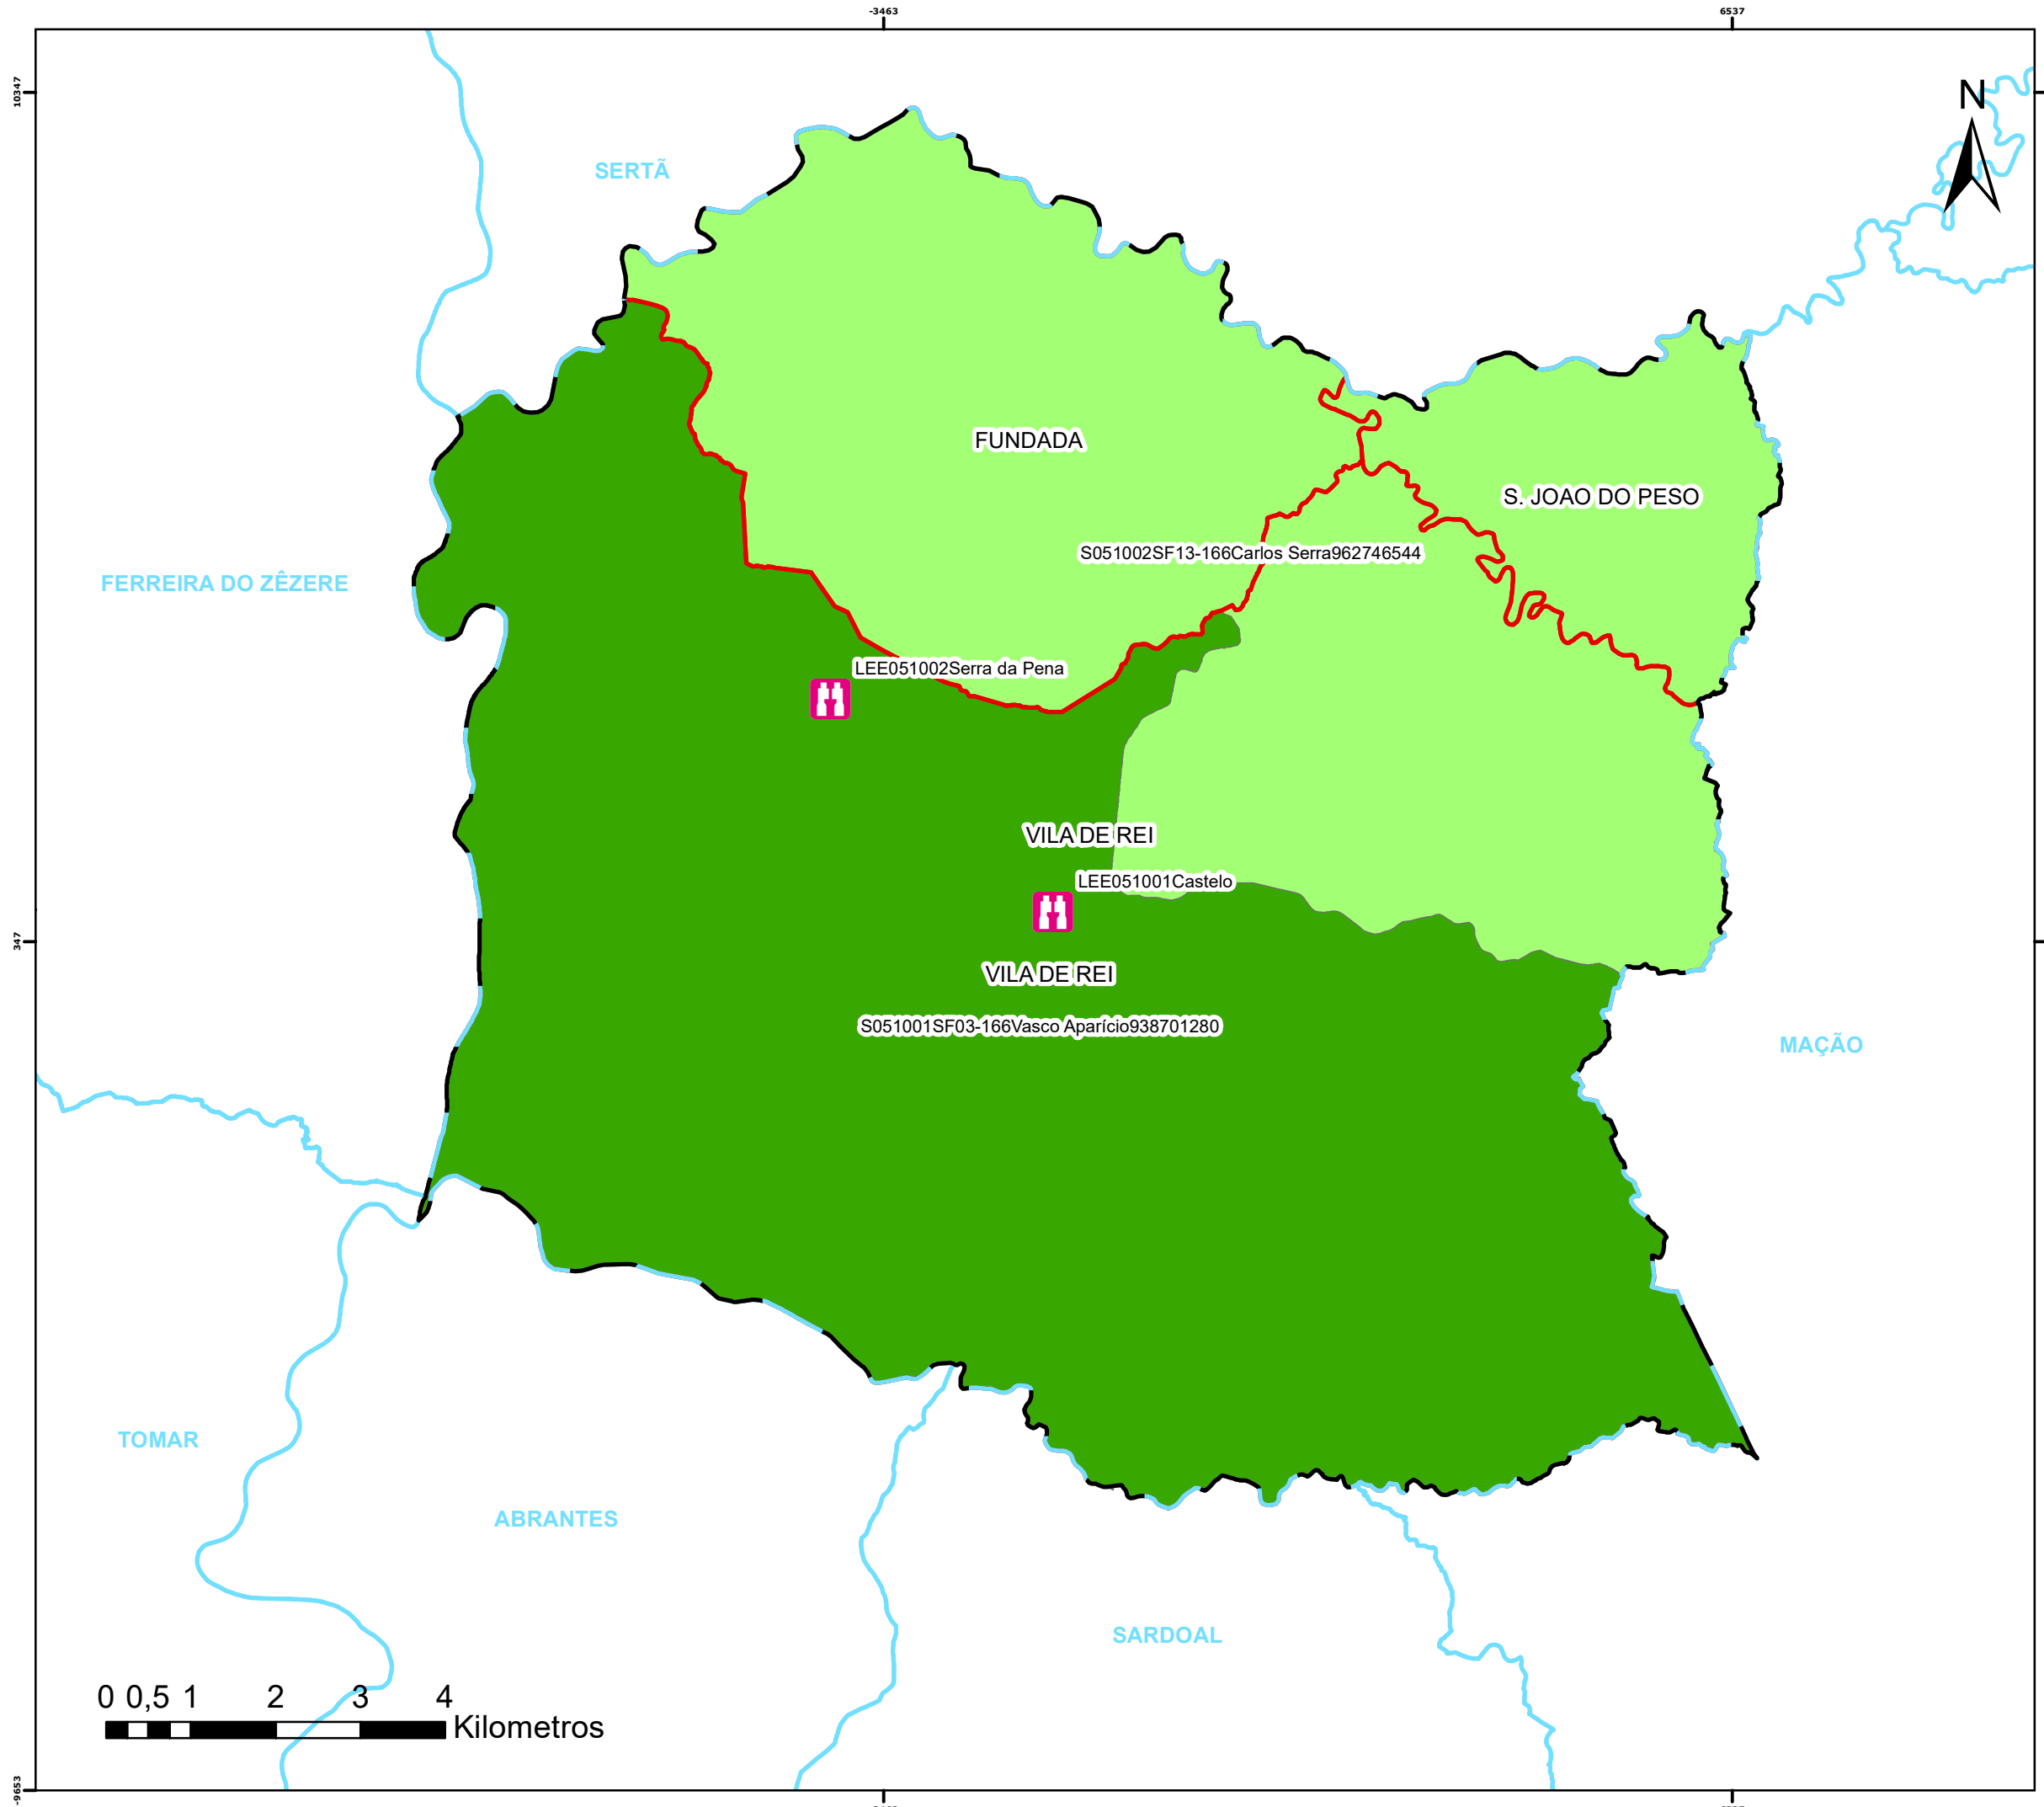 -3463
6537
10347
N
SERTÃ
FUNDADA
S. JOAO DO PESO
S051002SF13-166Carlos Serra962746544
FERREIRA DO ZÊZERE
LEE051002Serra da Pena
VILA DE REI
LEE051001Castelo
347
VILA DE REI
S051001SF03-166Vasco Aparício938701280
MAÇÃO
TOMAR
ABRANTES
SARDOAL
0 0,5 1 2 3 4
Kilometros
-9653